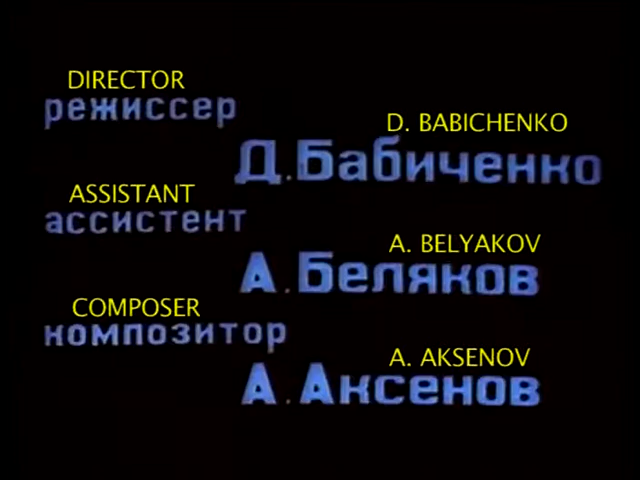 DIRECTOR
режиссер
D. BABICHENKO
Д.Бабиченко
ASSISTANT
ассистент
A. BELYAKOV
А.Беляков
COMPOSER
композитор
A. AKSENOV
А.Аксенов